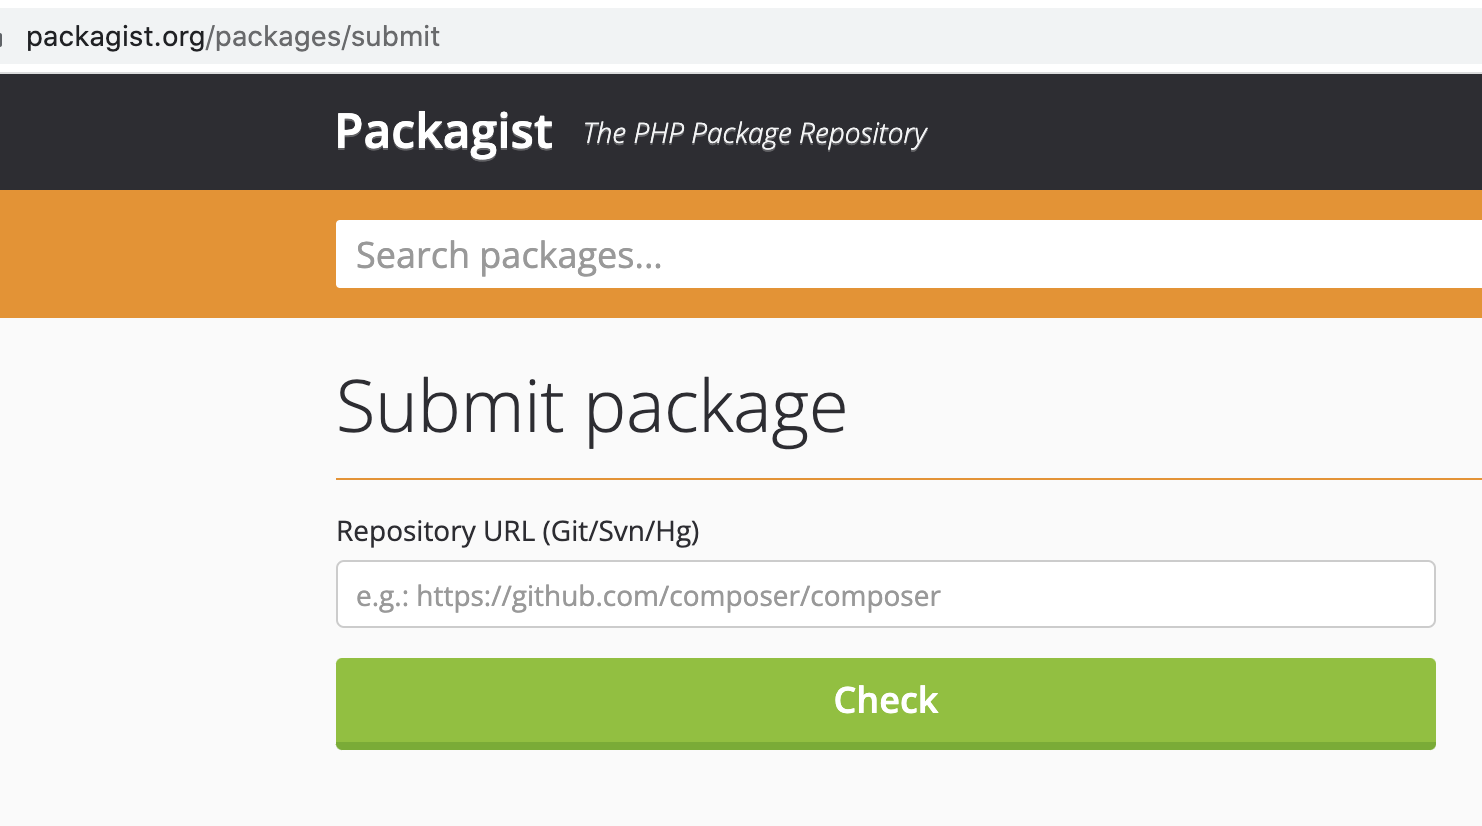 packagist.org/packages/submit
Packagist The PHP Package Repository
Search packages...
Submit package
Repository URL (Git/Svn/Hg)
e.g.: https://github.com/composer/composer
Check